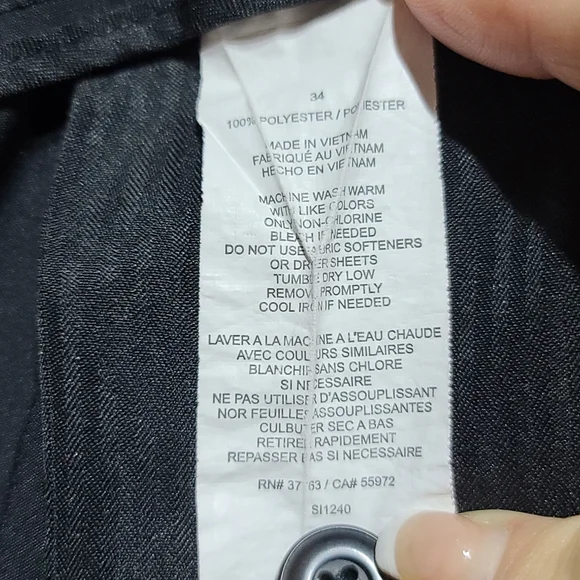 34
100% POLYESTER / POLYESTER
MADE IN VIETNAM
FABRIQUÉ AU VIETNAM
HECHO EN VIETNAM
MACHINE WASH WARM
WITH LIKE COLORS
ONLY NON-CHLORINE
BLEACH IF NEEDED
DO NOT USE FABRIC SOFTENERS
OR DRYER SHEETS
TUMBLE DRY LOW
REMOVE PROMPTLY
COOL IRON IF NEEDED
LAVER A LA MACHINE A L'EAU CHAUDE
AVEC COULEURS SIMILAIRES
BLANCHIR SANS CHLORE
SI NECESSAIRE
NE PAS UTILISER D'ASSOUPLISSANT
NOR FEUILLES ASSOUPLISSANTES
CULBUTER SEC A BAS
RETIRER RAPIDEMENT
REPASSER BAS SI NECESSAIRE
RN# / CA# 55972
SI1240